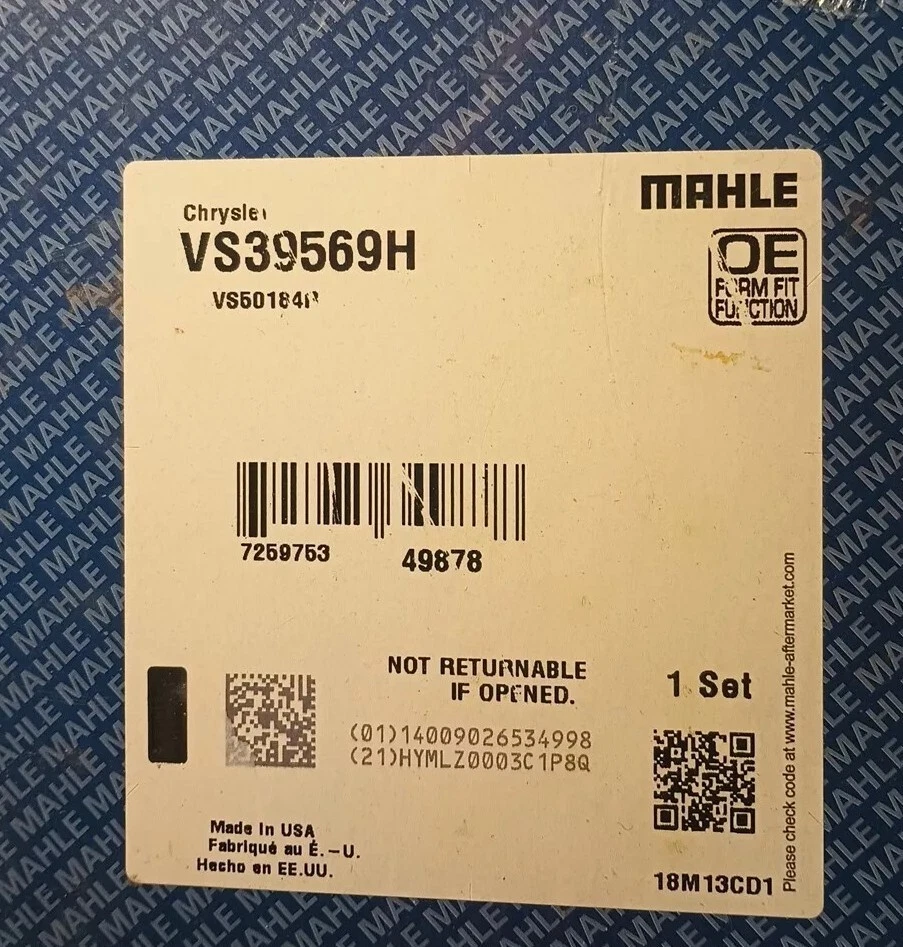 MAHLE
Chrysler
VS39569H
VS50184R
OE
FORM FIT
FUNCTION
7259753 49878
NOT RETURNABLE
IF OPENED.
1 Set
(01)14009026534998
(21)HYMLZ0003C1P8Q
Made In USA
Fabriqué au É.-U.
Hecho en EE.UU.
18M13CD1
Please check code at www.mahle-aftermarket.com